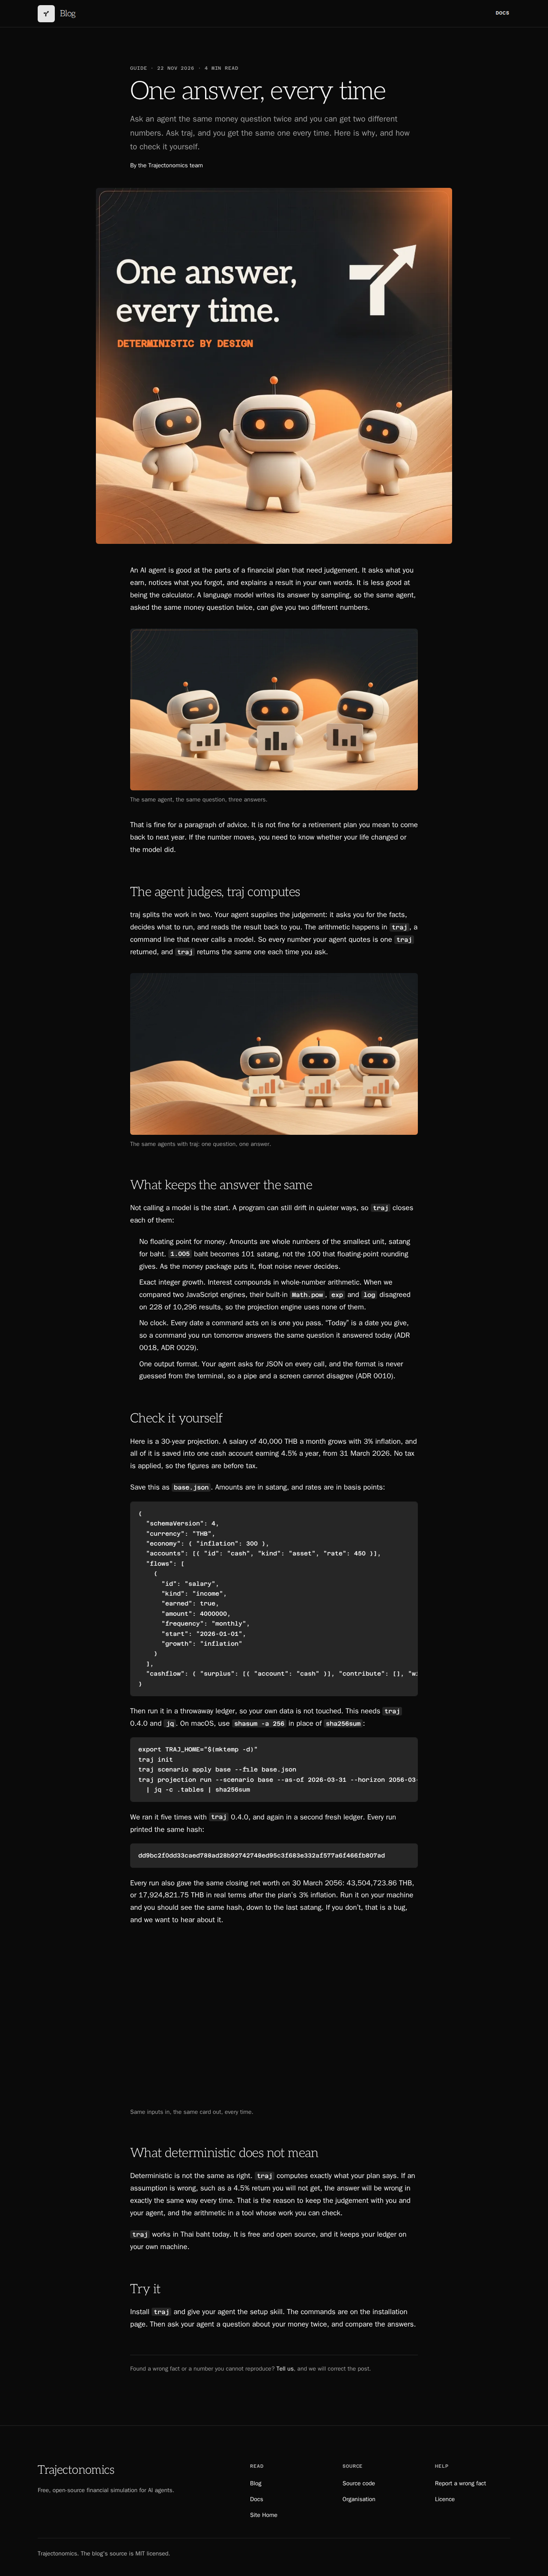 Blog
DOCS
GUIDE · 22 NOV 2026 · 4 MIN READ
One answer, every time
Ask an agent the same money question twice and you can get two different
numbers. Ask traj, and you get the same one every time. Here is why, and how
to check it yourself.
By the Trajectonomics team
One answer,
every time.
DETERMINISTIC BY DESIGN
An AI agent is good at the parts of a financial plan that need judgement. It asks what you
earn, notices what you forgot, and explains a result in your own words. It is less good at
being the calculator. A language model writes its answer by sampling, so the same agent,
asked the same money question twice, can give you two different numbers.
The same agent, the same question, three answers.
That is fine for a paragraph of advice. It is not fine for a retirement plan you mean to come
back to next year. If the number moves, you need to know whether your life changed or
the model did.
The agent judges, traj computes
traj splits the work in two. Your agent supplies the judgement: it asks you for the facts,
decides what to run, and reads the result back to you. The arithmetic happens in traj, a
command line that never calls a model. So every number your agent quotes is one traj
returned, and traj returns the same one each time you ask.
The same agents with traj: one question, one answer.
What keeps the answer the same
Not calling a model is the start. A program can still drift in quieter ways, so traj closes
each of them:
No floating point for money. Amounts are whole numbers of the smallest unit, satang
for baht. 1.005 baht becomes 101 satang, not the 100 that floating-point rounding
gives. As the money package puts it, float noise never decides.
Exact integer growth. Interest compounds in whole-number arithmetic. When we
compared two JavaScript engines, their built-in Math.pow, exp and log disagreed
on 228 of 10,296 results, so the projection engine uses none of them.
No clock. Every date a command acts on is one you pass. "Today" is a date you give,
so a command you run tomorrow answers the same question it answered today (ADR
0018, ADR 0029).
One output format. Your agent asks for JSON on every call, and the format is never
guessed from the terminal, so a pipe and a screen cannot disagree (ADR 0010).
Check it yourself
Here is a 30-year projection. A salary of 40,000 THB a month grows with 3% inflation, and
all of it is saved into one cash account earning 4.5% a year, from 31 March 2026. No tax
is applied, so the figures are before tax.
Save this as base.json. Amounts are in satang, and rates are in basis points:
{
"schemaVersion": 4,
"currency": "THB",
"economy": { "inflation": 300 },
"accounts": [{ "id": "cash", "kind": "asset", "rate": 450 }],
"flows": [
{
"id": "salary",
"kind": "income",
"earned": true,
"amount": 4000000,
"frequency": "monthly",
"start": "2026-01-01",
"growth": "inflation"
}
],
"cashflow": { "surplus": [{ "account": "cash" }], "contribute": [], "wi
}
Then run it in a throwaway ledger, so your own data is not touched. This needs traj
0.4.0 and jq. On macOS, use shasum -a 256 in place of sha256sum:
export TRAJ_HOME="$(mktemp -d)"
traj init
traj scenario apply base --file base.json
traj projection run --scenario base --as-of 2026-03-31 --horizon 2056-03-
| jq -c .tables | sha256sum
We ran it five times with traj 0.4.0, and again in a second fresh ledger. Every run
printed the same hash:
dd9bc2f0dd33caed788ad28b92742748ed95c3f683e332af577a6f466fb807ad
Every run also gave the same closing net worth on 30 March 2056: 43,504,723.86 THB,
or 17,924,821.75 THB in real terms after the plan's 3% inflation. Run it on your machine
and you should see the same hash, down to the last satang. If you don't, that is a bug,
and we want to hear about it.
Same inputs in, the same card out, every time.
What deterministic does not mean
Deterministic is not the same as right. traj computes exactly what your plan says. If an
assumption is wrong, such as a 4.5% return you will not get, the answer will be wrong in
exactly the same way every time. That is the reason to keep the judgement with you and
your agent, and the arithmetic in a tool whose work you can check.
traj works in Thai baht today. It is free and open source, and it keeps your ledger on
your own machine.
Try it
Install traj and give your agent the setup skill. The commands are on the installation
page. Then ask your agent a question about your money twice, and compare the answers.
Found a wrong fact or a number you cannot reproduce? Tell us, and we will correct the post.
Trajectonomics
Free, open-source financial simulation for AI agents.
READ
Blog
Docs
Site Home
SOURCE
Source code
Organisation
HELP
Report a wrong fact
Licence
Trajectonomics. The blog's source is MIT licensed.